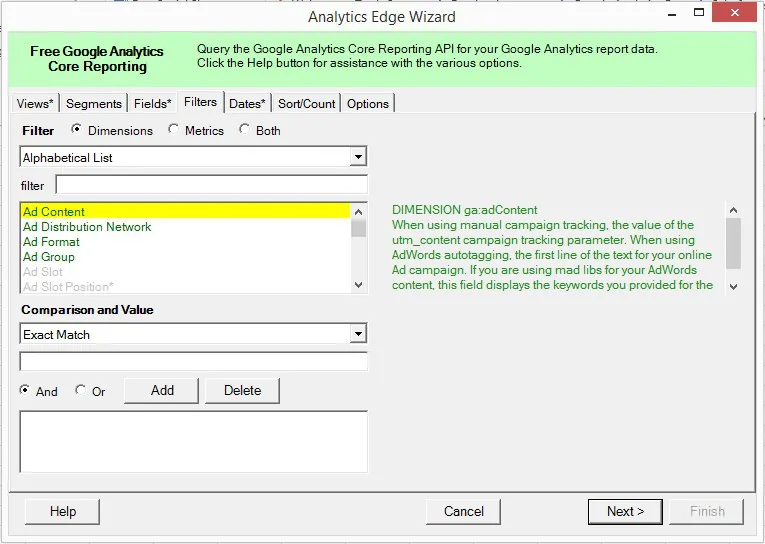 Analytics Edge Wizard
Free Google Analytics
Core Reporting
Query the Google Analytics Core Reporting API for your Google Analytics report data.
Click the Help button for assistance with the various options.
Views* Segments Fields* Filters Dates* Sort/Count Options
Filter Dimensions Metrics Both
Alphabetical List
filter
Ad Content
Ad Distribution Network
Ad Format
Ad Group
Ad Slot
Ad Slot Position*
DIMENSION ga:adContent
When using manual campaign tracking, the value of the
utm_content campaign tracking parameter. When using
AdWords autotagging, the first line of the text for your online
Ad campaign. If you are using mad libs for your AdWords
content, this field displays the keywords you provided for the
Comparison and Value
Exact Match
And Or Add Delete
Help Cancel Next > Finish